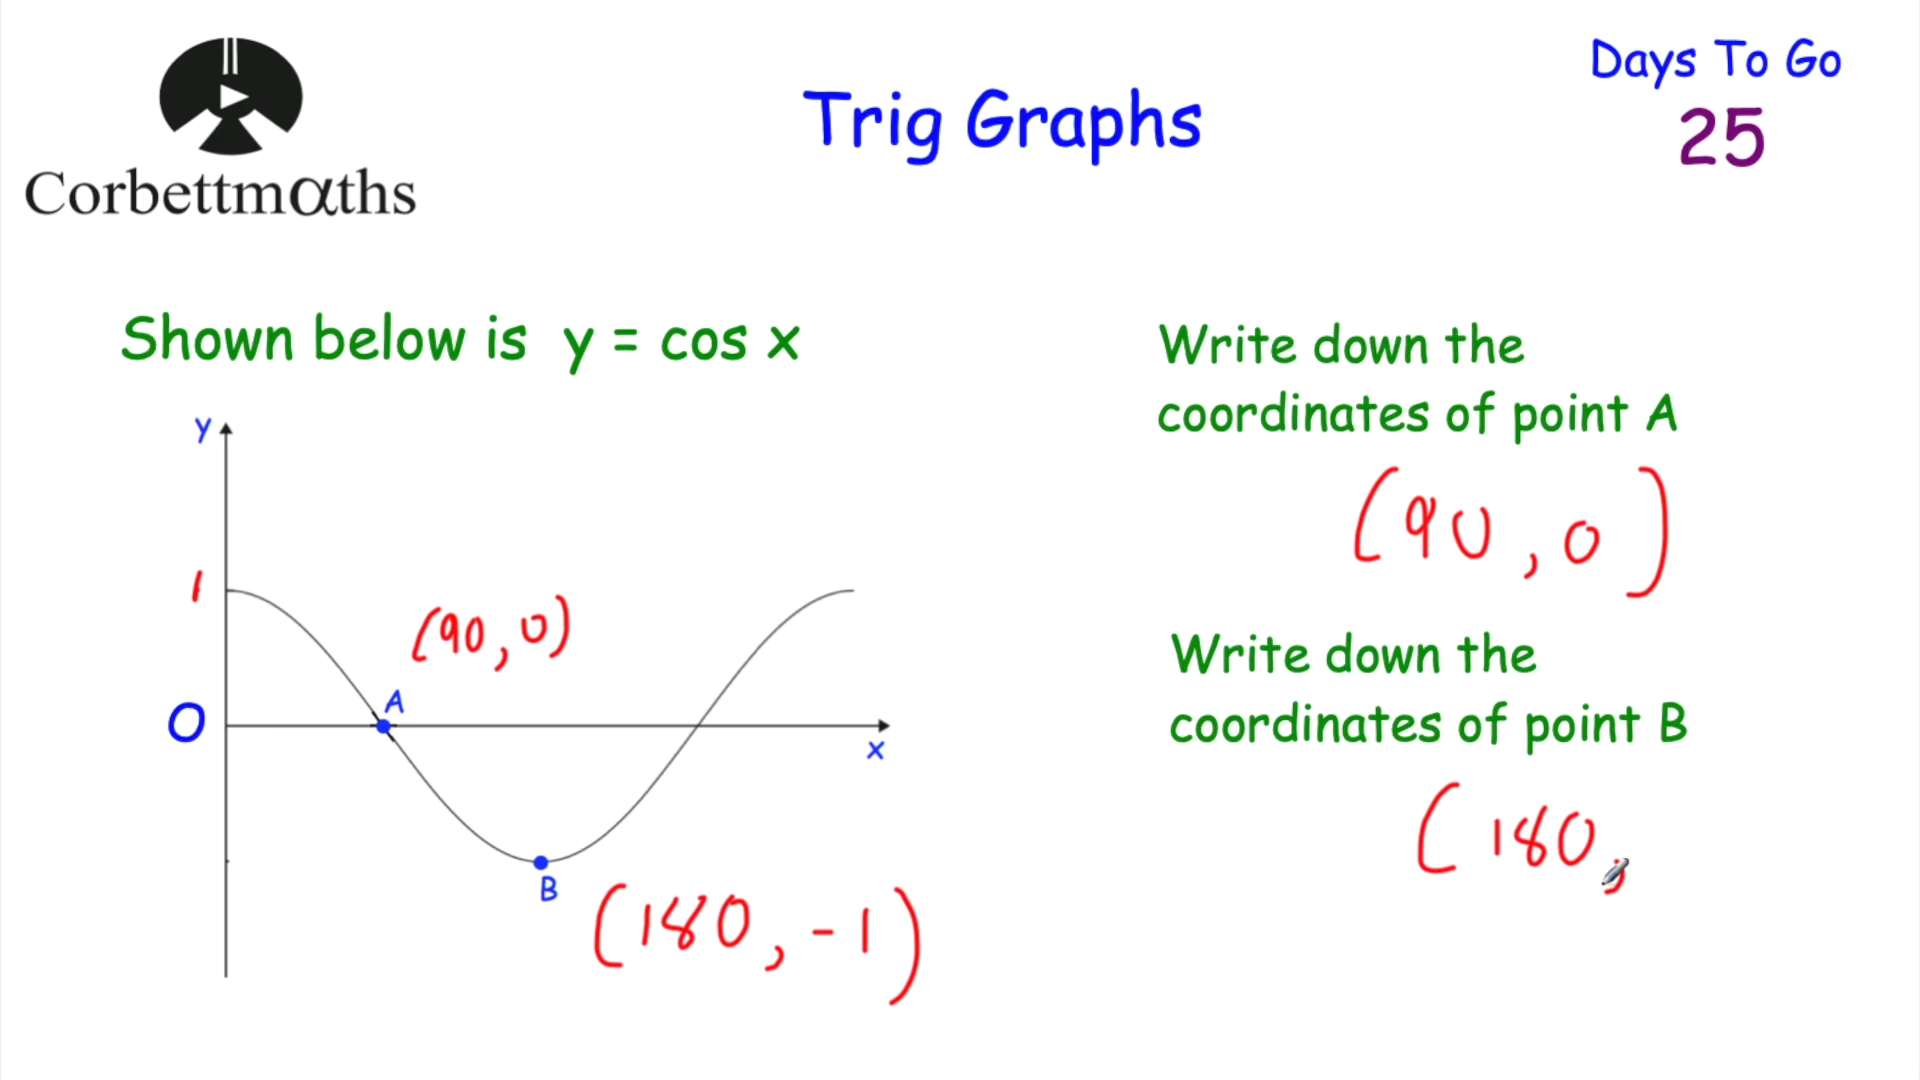 Corbettmαths
Trig Graphs
Days To Go
25
Shown below is y = cos x
y
1
(90,0)
A
O
x
B
(180,-1)
Write down the
coordinates of point A
(90,0)
Write down the
coordinates of point B
(180,